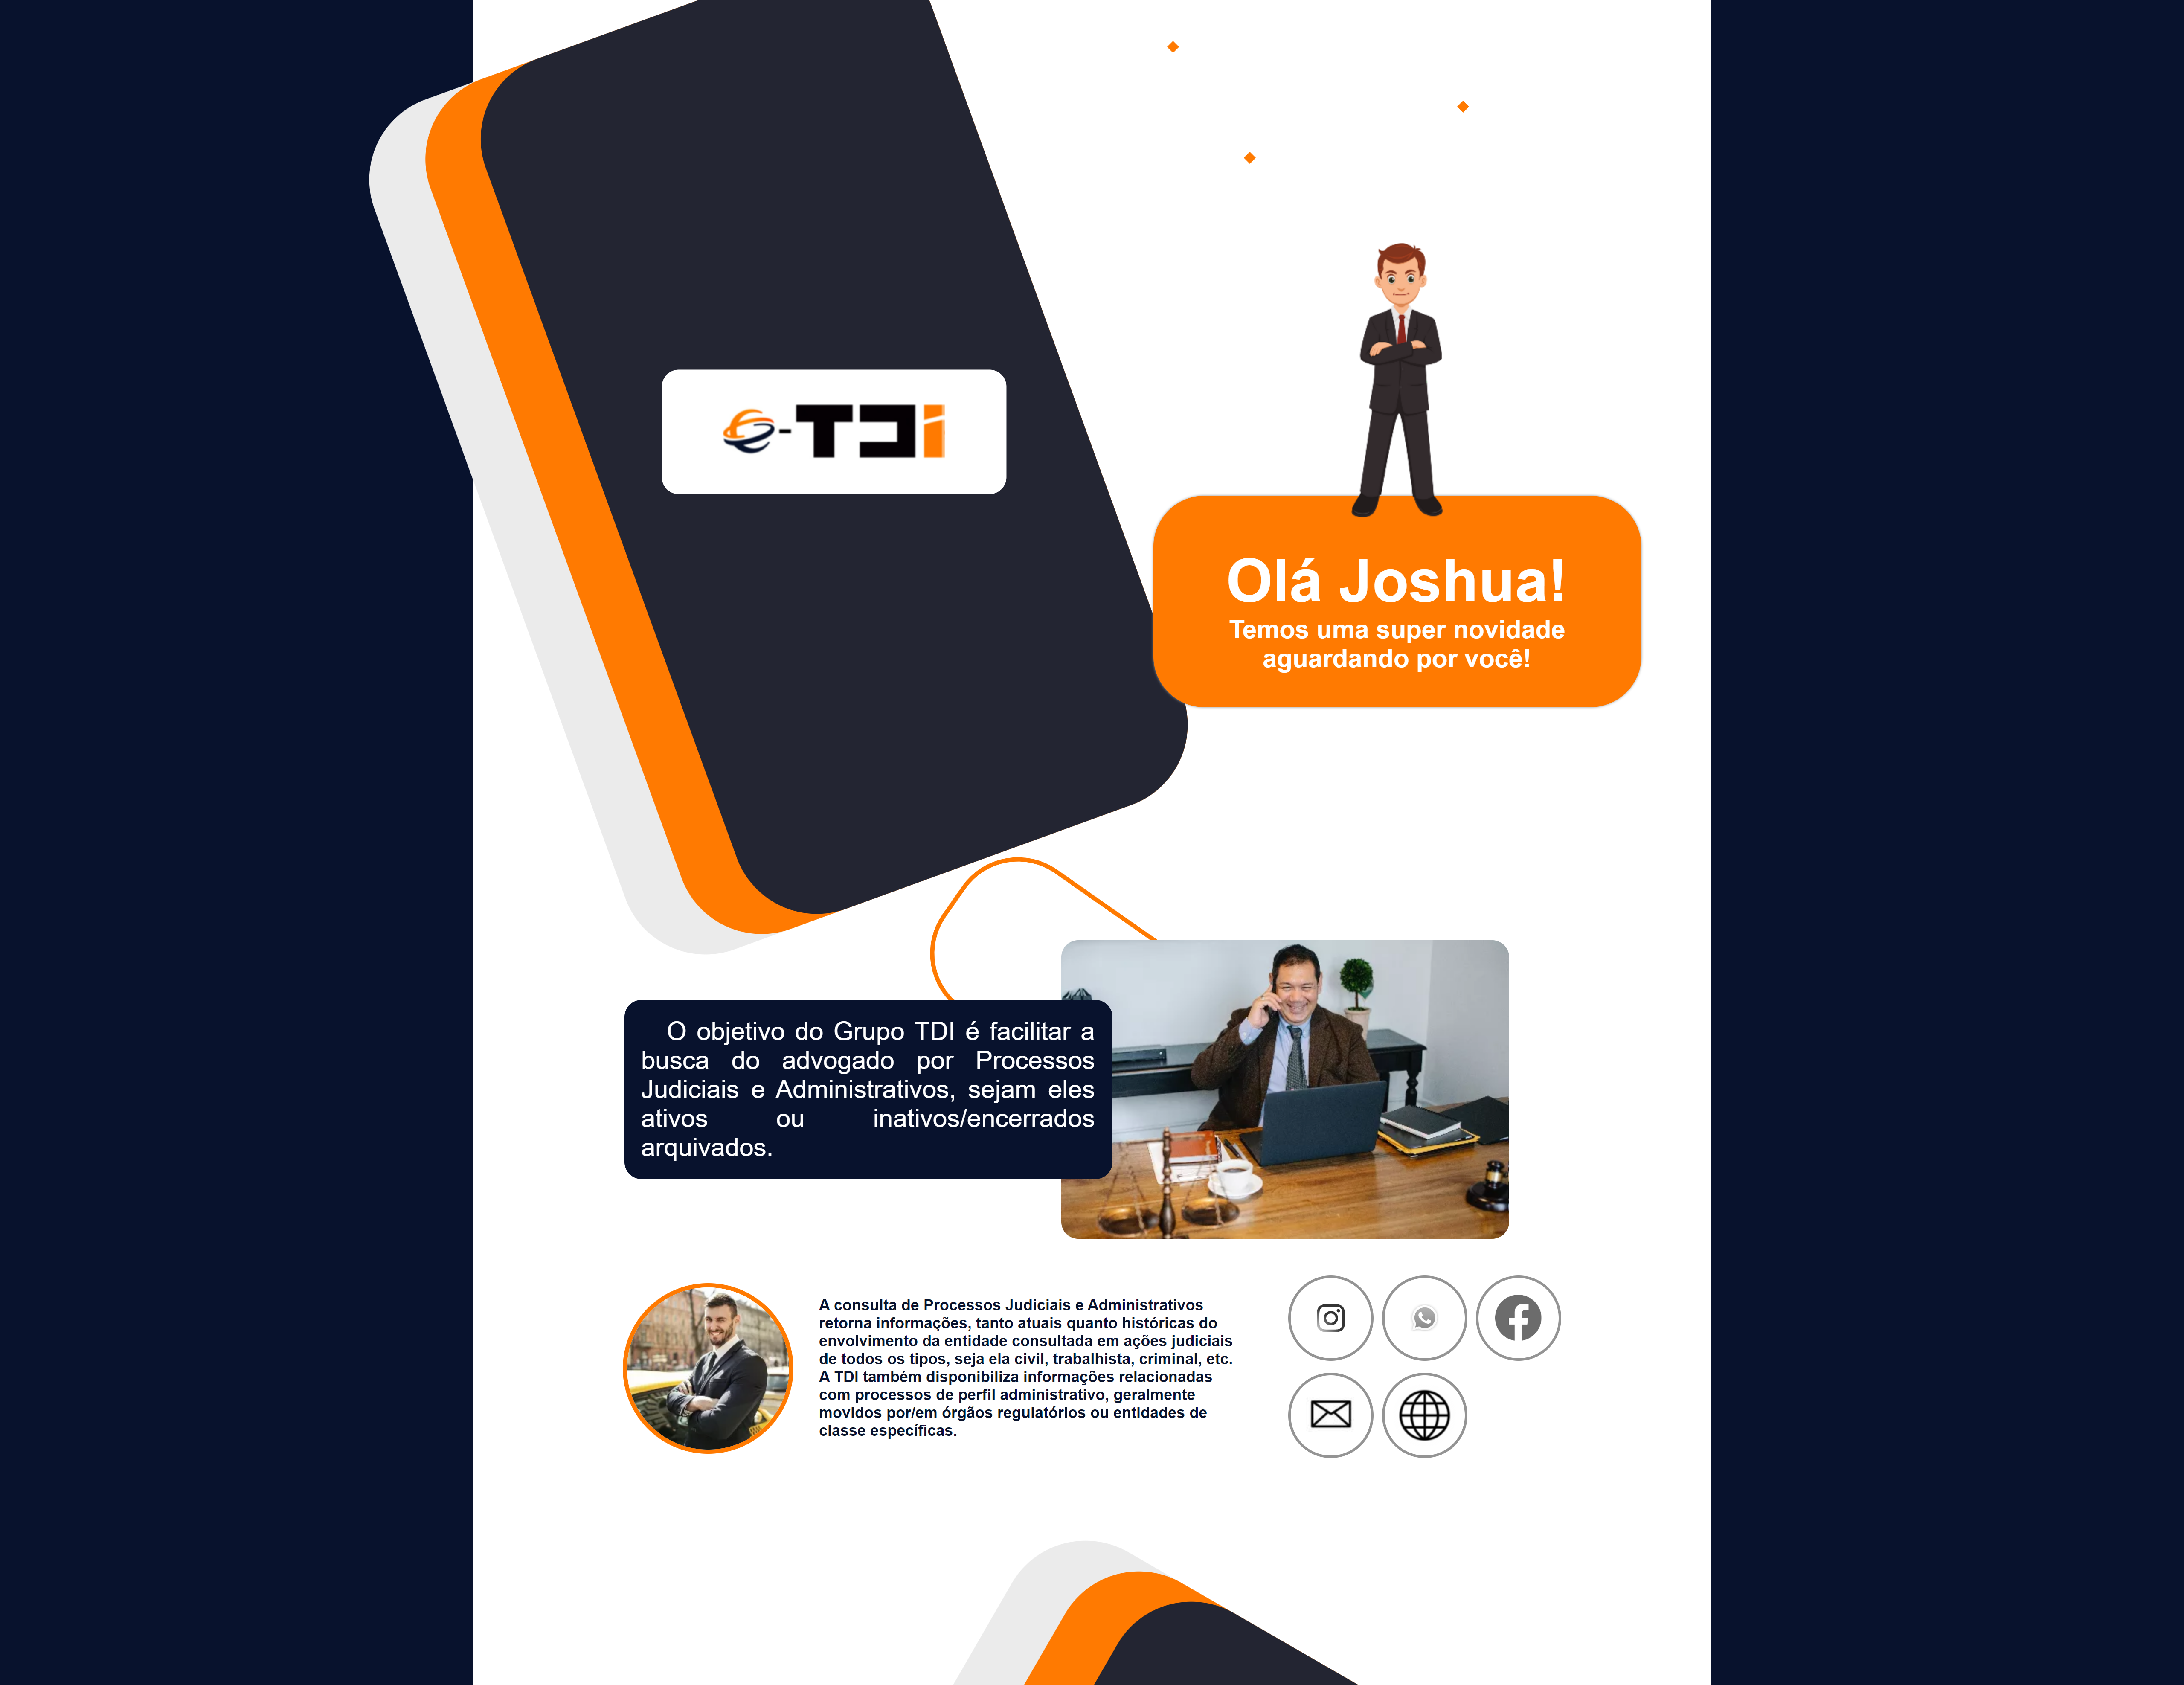 e-TDi
Olá Joshua!
Temos uma super novidade
aguardando por você!
O objetivo do Grupo TDI é facilitar a
busca do advogado por Processos
Judiciais e Administrativos, sejam eles
ativos ou inativos/encerrados
arquivados.
A consulta de Processos Judiciais e Administrativos
retorna informações, tanto atuais quanto históricas do
envolvimento da entidade consultada em ações judiciais
de todos os tipos, seja ela civil, trabalhista, criminal, etc.
A TDI também disponibiliza informações relacionadas
com processos de perfil administrativo, geralmente
movidos por/em órgãos regulatórios ou entidades de
classe específicas.